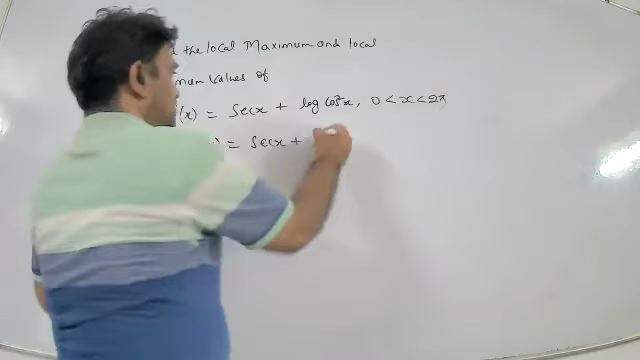 the local Maximum and local
mum values of
(x) = Secx + log cos²x, 0 < x < 2π
) = Secx +